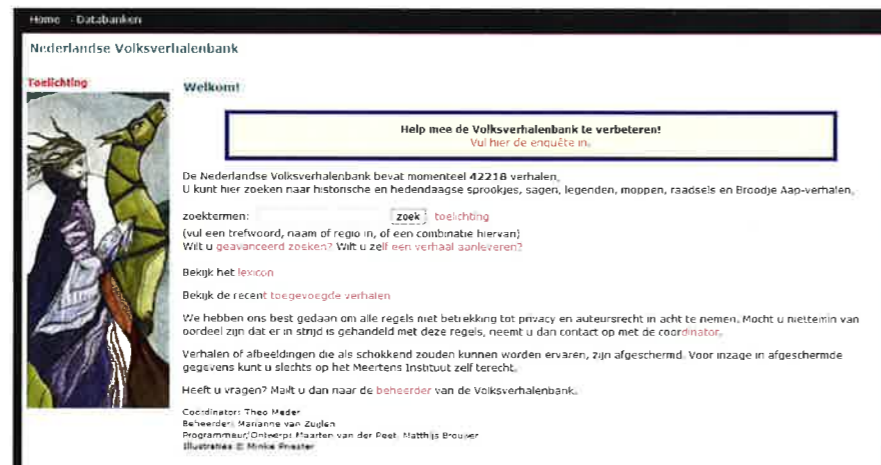 Home - Databanken
Nederlandse Volksverhalenbank
Toelichting
Welkom!
Help mee de Volksverhalenbank te verbeteren!
Vul hier de enquête in.
De Nederlandse Volksverhalenbank bevat momenteel 42218 verhalen.
U kunt hier zoeken naar historische en hedendaagse sprookjes, sagen, legenden, moppen, raadsels en Broodje Aap-verhalen.
zoektermen: zoek toelichting
(vul een trefwoord, naam of regio in, of een combinatie hiervan)
Wilt u geavanceerd zoeken? Wilt u zelf een verhaal aanleveren?
Bekijk het lexicon
Bekijk de recent toegevoegde verhalen
We hebben ons best gedaan om alle regels met betrekking tot privacy en auteursrecht in acht te nemen. Mocht u niettemin van
oordeel zijn dat er in strijd is gehandeld met deze regels, neemt u dan contact op met de coordinator.
Verhalen of afbeeldingen die als schokkend zouden kunnen worden ervaren, zijn afgeschermd. Voor inzage in afgeschermde
gegevens kunt u slechts op het Meertens Instituut zelf terecht.
Heeft u vragen? Mailt u dan naar de beheerder van de Volksverhalenbank.
Coördinator: Theo Meder
Beheerder: Marianne van Zuijlen
Programmeur/Ontwerp: Maarten van der Peet, Matthijs Brouwer
Illustraties © Minke Priester